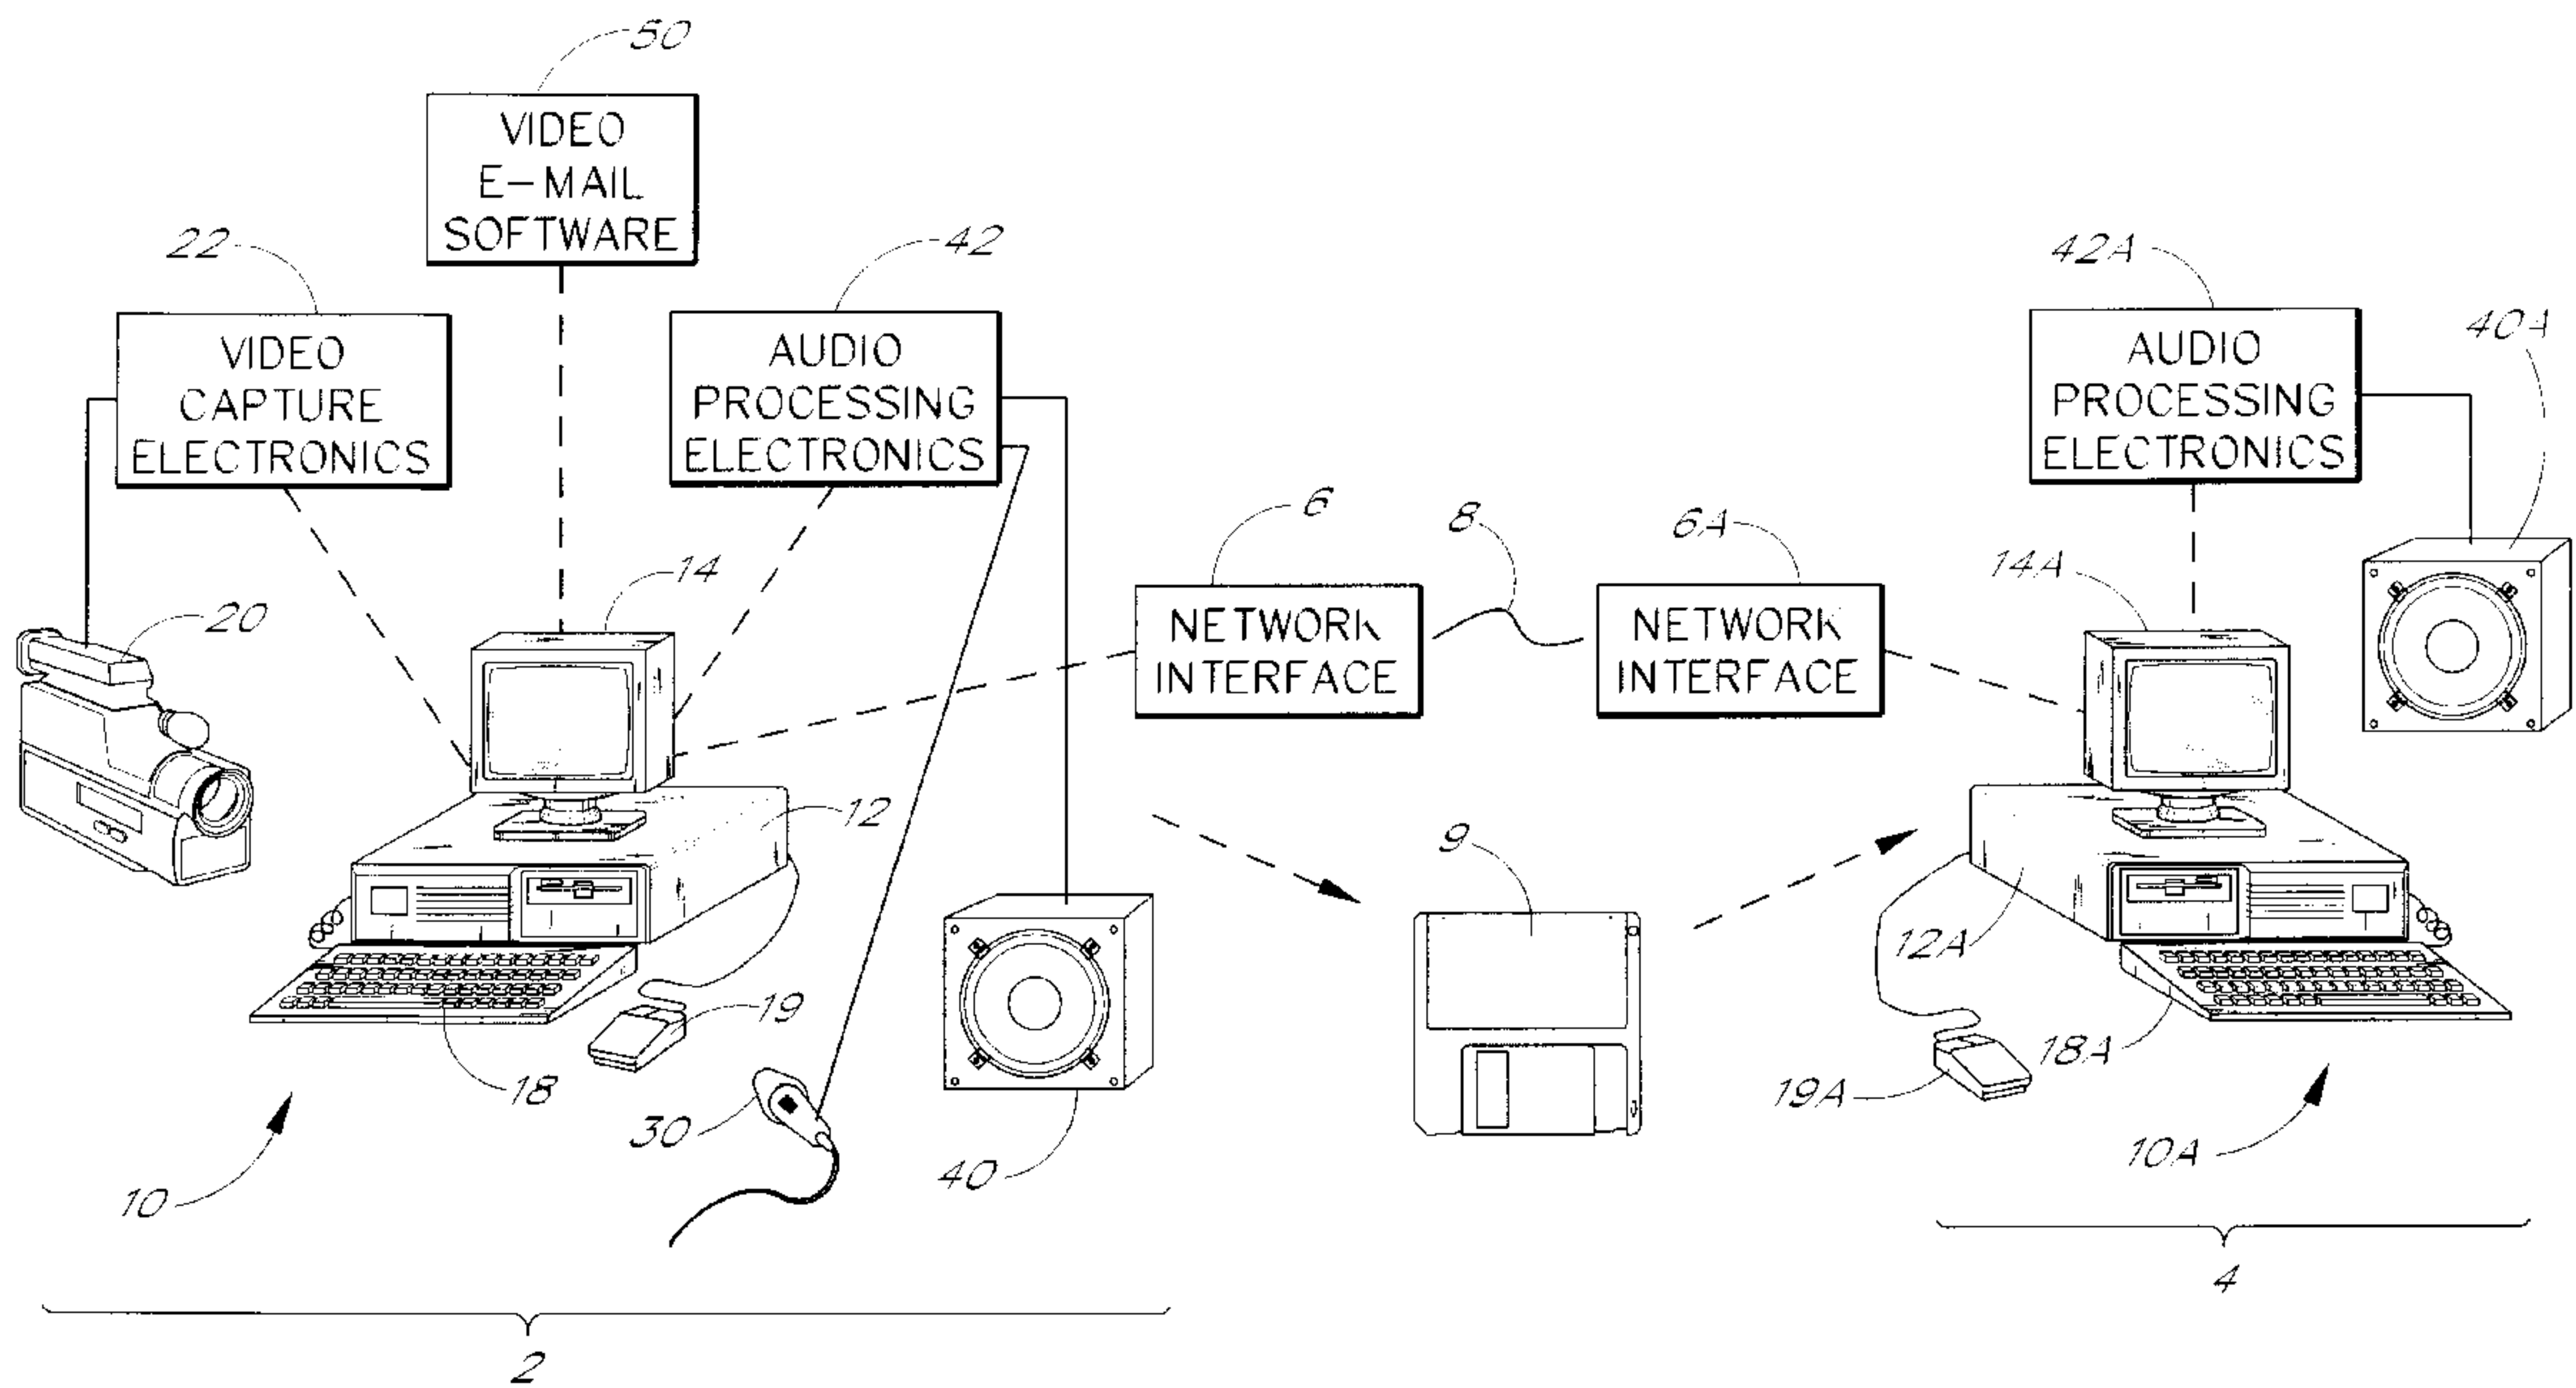 50
VIDEO
E-MAIL
SOFTWARE
22
VIDEO
CAPTURE
ELECTRONICS
42
AUDIO
PROCESSING
ELECTRONICS
42A
AUDIO
PROCESSING
ELECTRONICS
40A
20
14
6
NETWORK
INTERFACE
8
6A
NETWORK
INTERFACE
14A
12
9
12A
18
19
30
40
19A
18A
10
10A
2
4